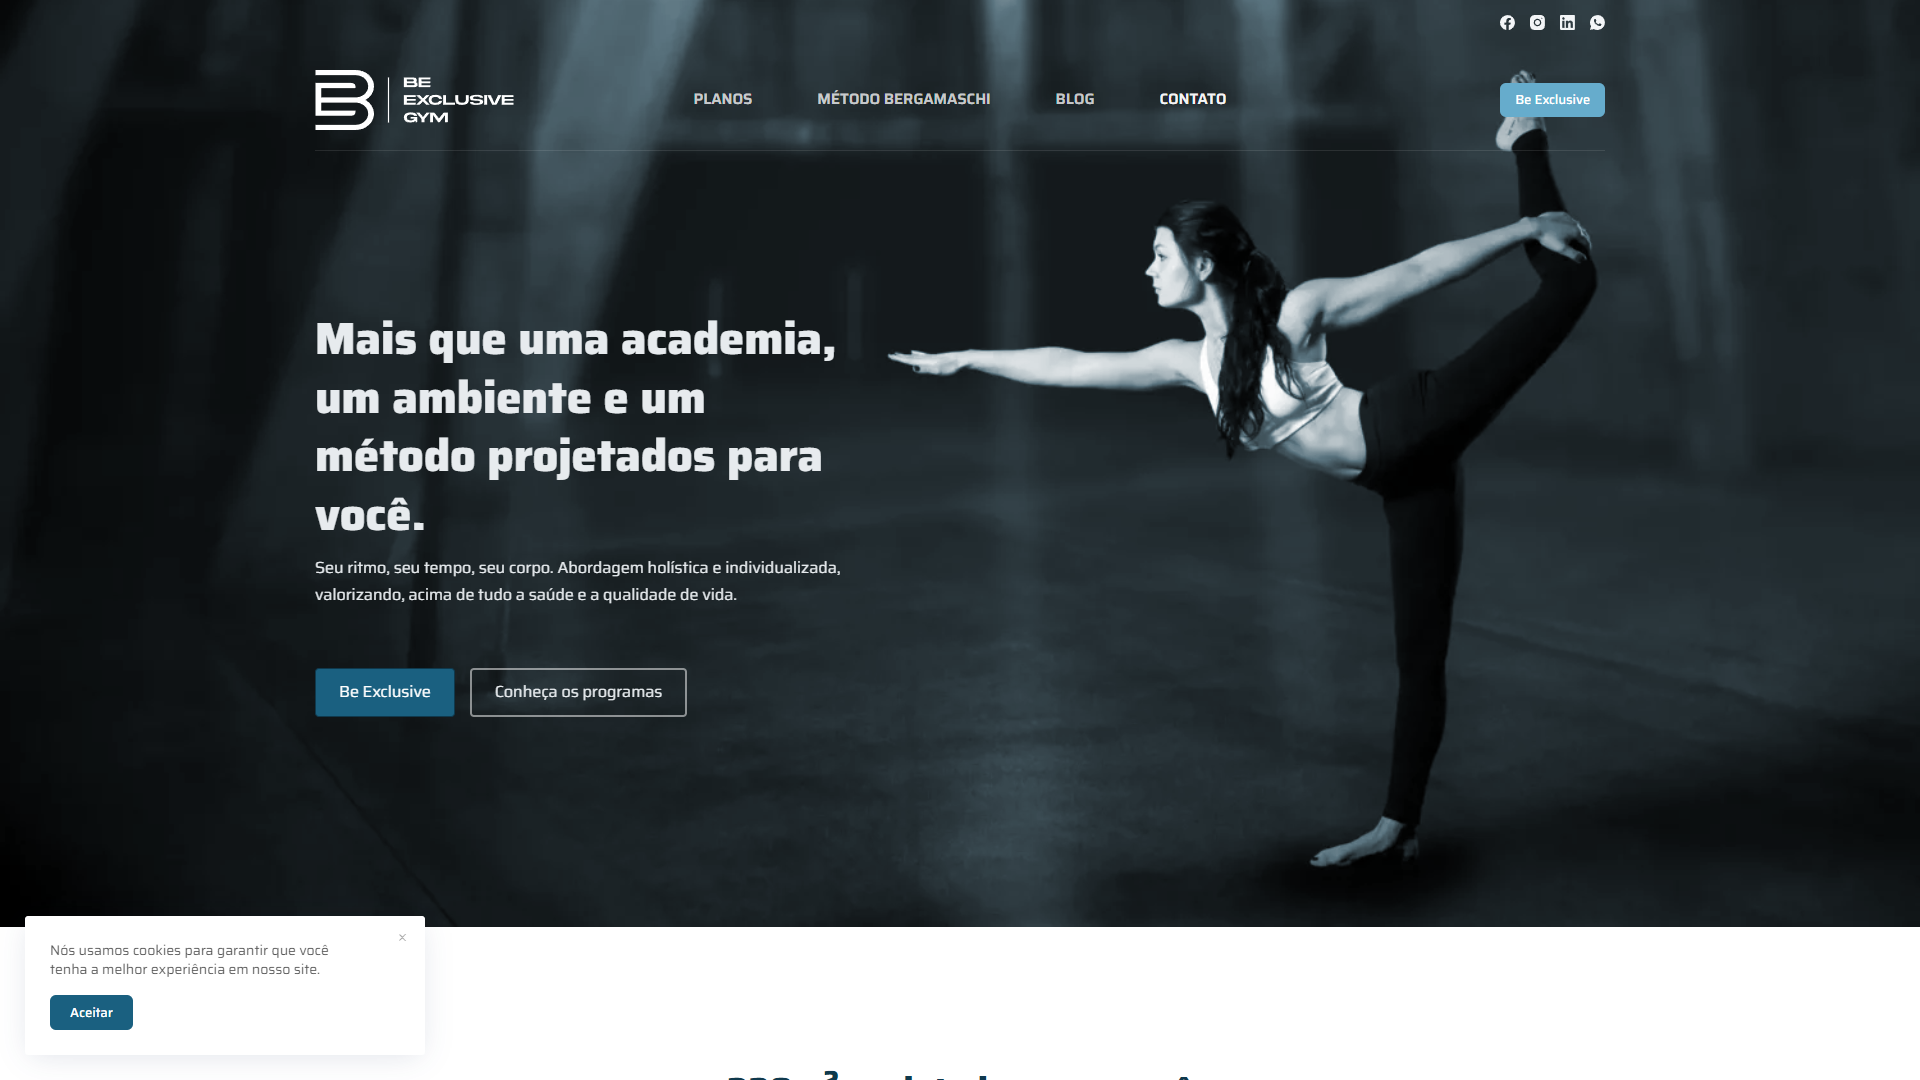 BE
EXCLUSIVE
GYM
PLANOS
MÉTODO BERGAMASCHI
BLOG
CONTATO
Be Exclusive
Mais que uma academia,
um ambiente e um
método projetados para
você.
Seu ritmo, seu tempo, seu corpo. Abordagem holística e individualizada,
valorizando, acima de tudo a saúde e a qualidade de vida.
Be Exclusive
Conheça os programas
Nós usamos cookies para garantir que você
tenha a melhor experiência em nosso site.
Aceitar